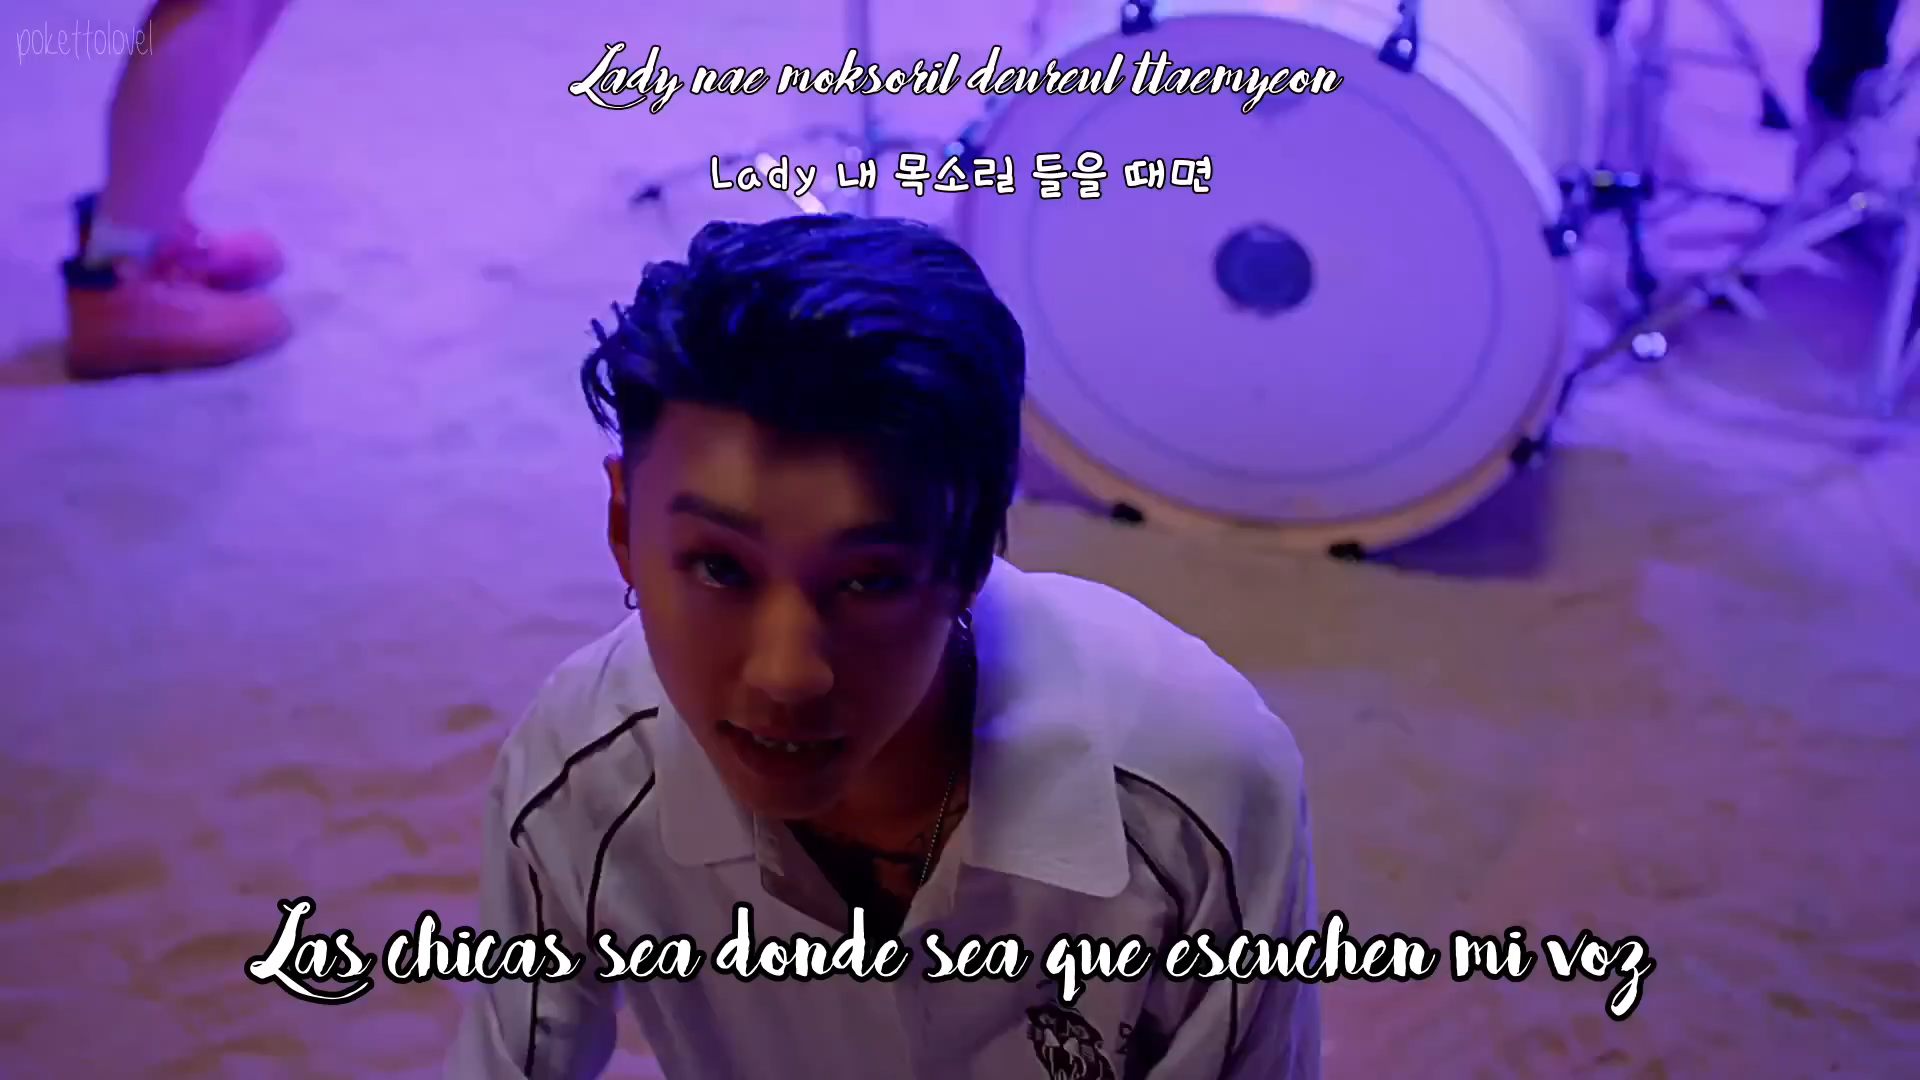 pokettolovel
Lady nae moksoril deureul ttaemyeon
Lady 내 목소릴 들을 때면
Las chicas sea donde sea que escuchen mi voz